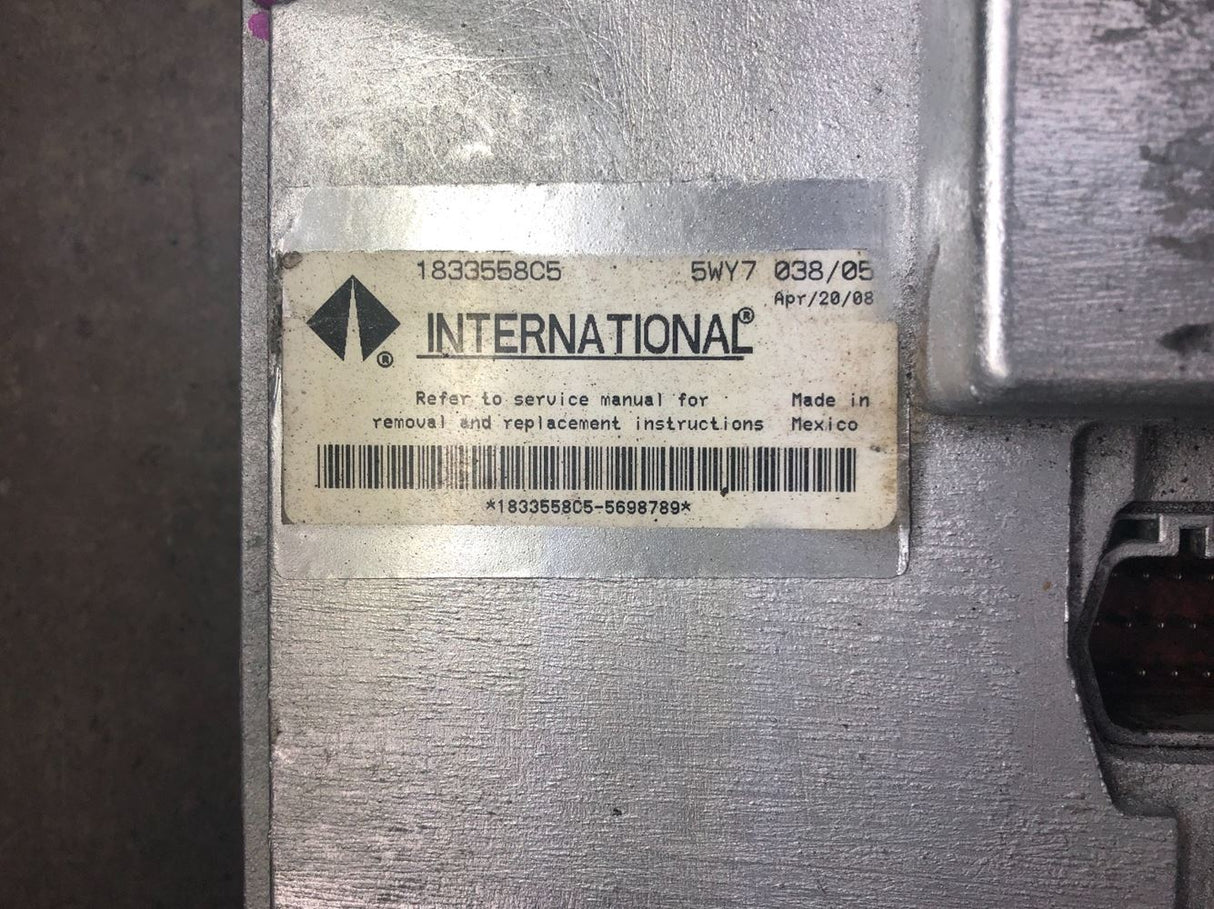 1833558C5 5WY7 038/05
Apr/20/08
INTERNATIONAL®
®
Refer to service manual for Made in
removal and replacement instructions Mexico
*1833558C5-5698789*